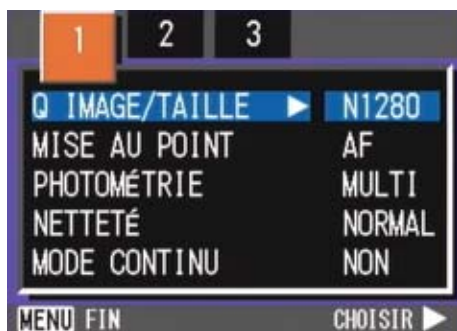 1 2 3
Q IMAGE/TAILLE ▶ N1280
MISE AU POINT AF
PHOTOMÉTRIE MULTI
NETTETÉ NORMAL
MODE CONTINU NON
MENU FIN CHOISIR ▶